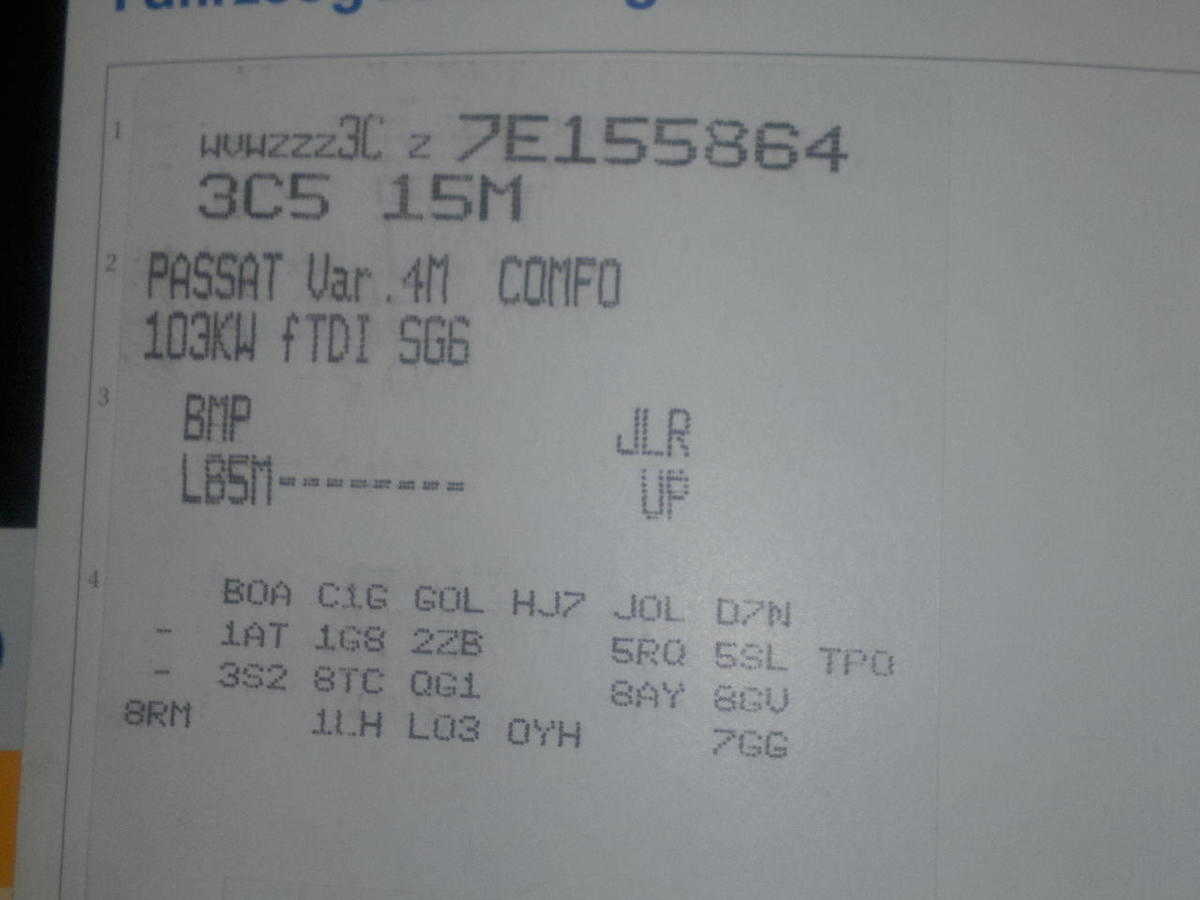 1 WVWZZZ3C Z 7E155864
3C5 15M
2 PASSAT Var.4M COMFO
103KW fTDI SG6
3 BMP JLR
LB5M-------- UP
4 B0A C1G G0L HJ7 J0L D7N
- 1AT 1G8 2ZB 5RQ 5SL TP0
- 3S2 8TC QG1 8AY 8GV
8RM 1LH L03 0YH 7GG